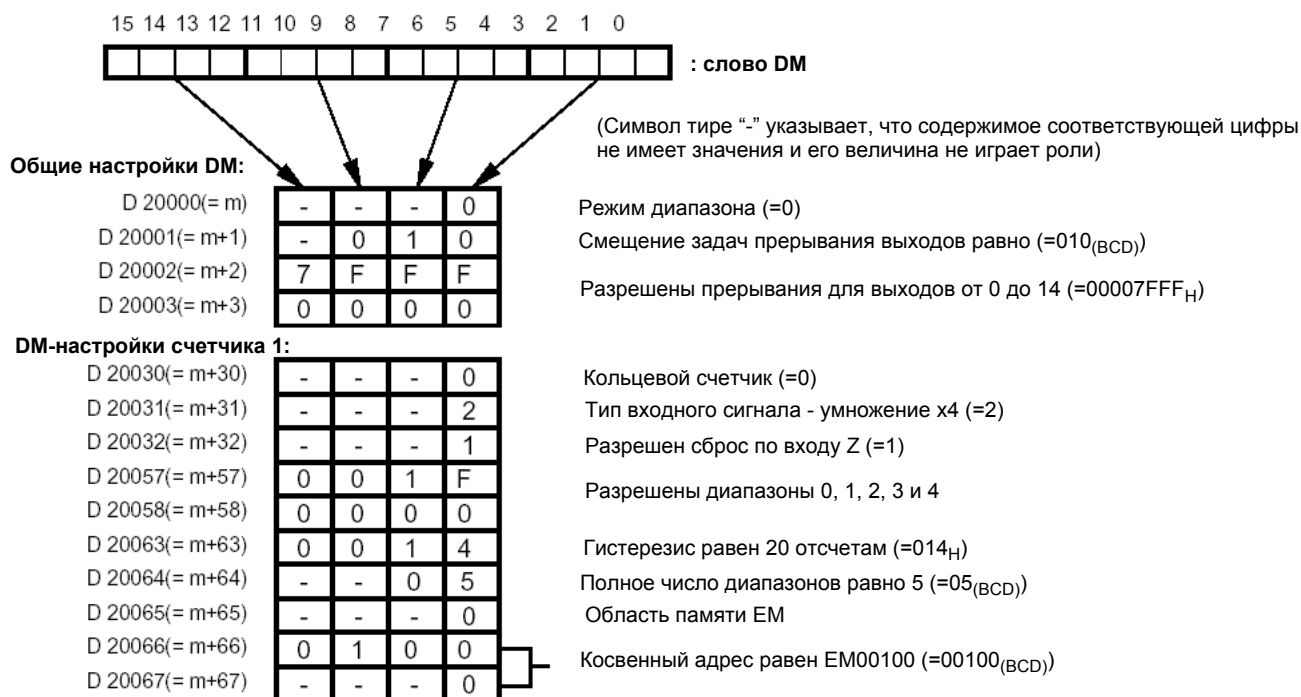 15 14 13 12 11 10 9 8 7 6 5 4 3 2 1 0
: слово DM
(Символ тире “-” указывает, что содержимое соответствующей цифры
не имеет значения и его величина не играет роли)
Общие настройки DM:
D 20000(= m) - - - 0 Режим диапазона (=0)
D 20001(= m+1) - 0 1 0 Смещение задач прерывания выходов равно (=010(BCD))
D 20002(= m+2) 7 F F F
Разрешены прерывания для выходов от 0 до 14 (=00007FFFH)
D 20003(= m+3) 0 0 0 0
DM-настройки счетчика 1:
D 20030(= m+30) - - - 0 Кольцевой счетчик (=0)
D 20031(= m+31) - - - 2 Тип входного сигнала - умножение x4 (=2)
D 20032(= m+32) - - - 1 Разрешен сброс по входу Z (=1)
D 20057(= m+57) 0 0 1 F
Разрешены диапазоны 0, 1, 2, 3 и 4
D 20058(= m+58) 0 0 0 0
D 20063(= m+63) 0 0 1 4 Гистерезис равен 20 отсчетам (=014H)
D 20064(= m+64) - - 0 5 Полное число диапазонов равно 5 (=05(BCD))
D 20065(= m+65) - - - 0 Область памяти EM
D 20066(= m+66) 0 1 0 0
Косвенный адрес равен EM00100 (=00100(BCD))
D 20067(= m+67) - - - 0